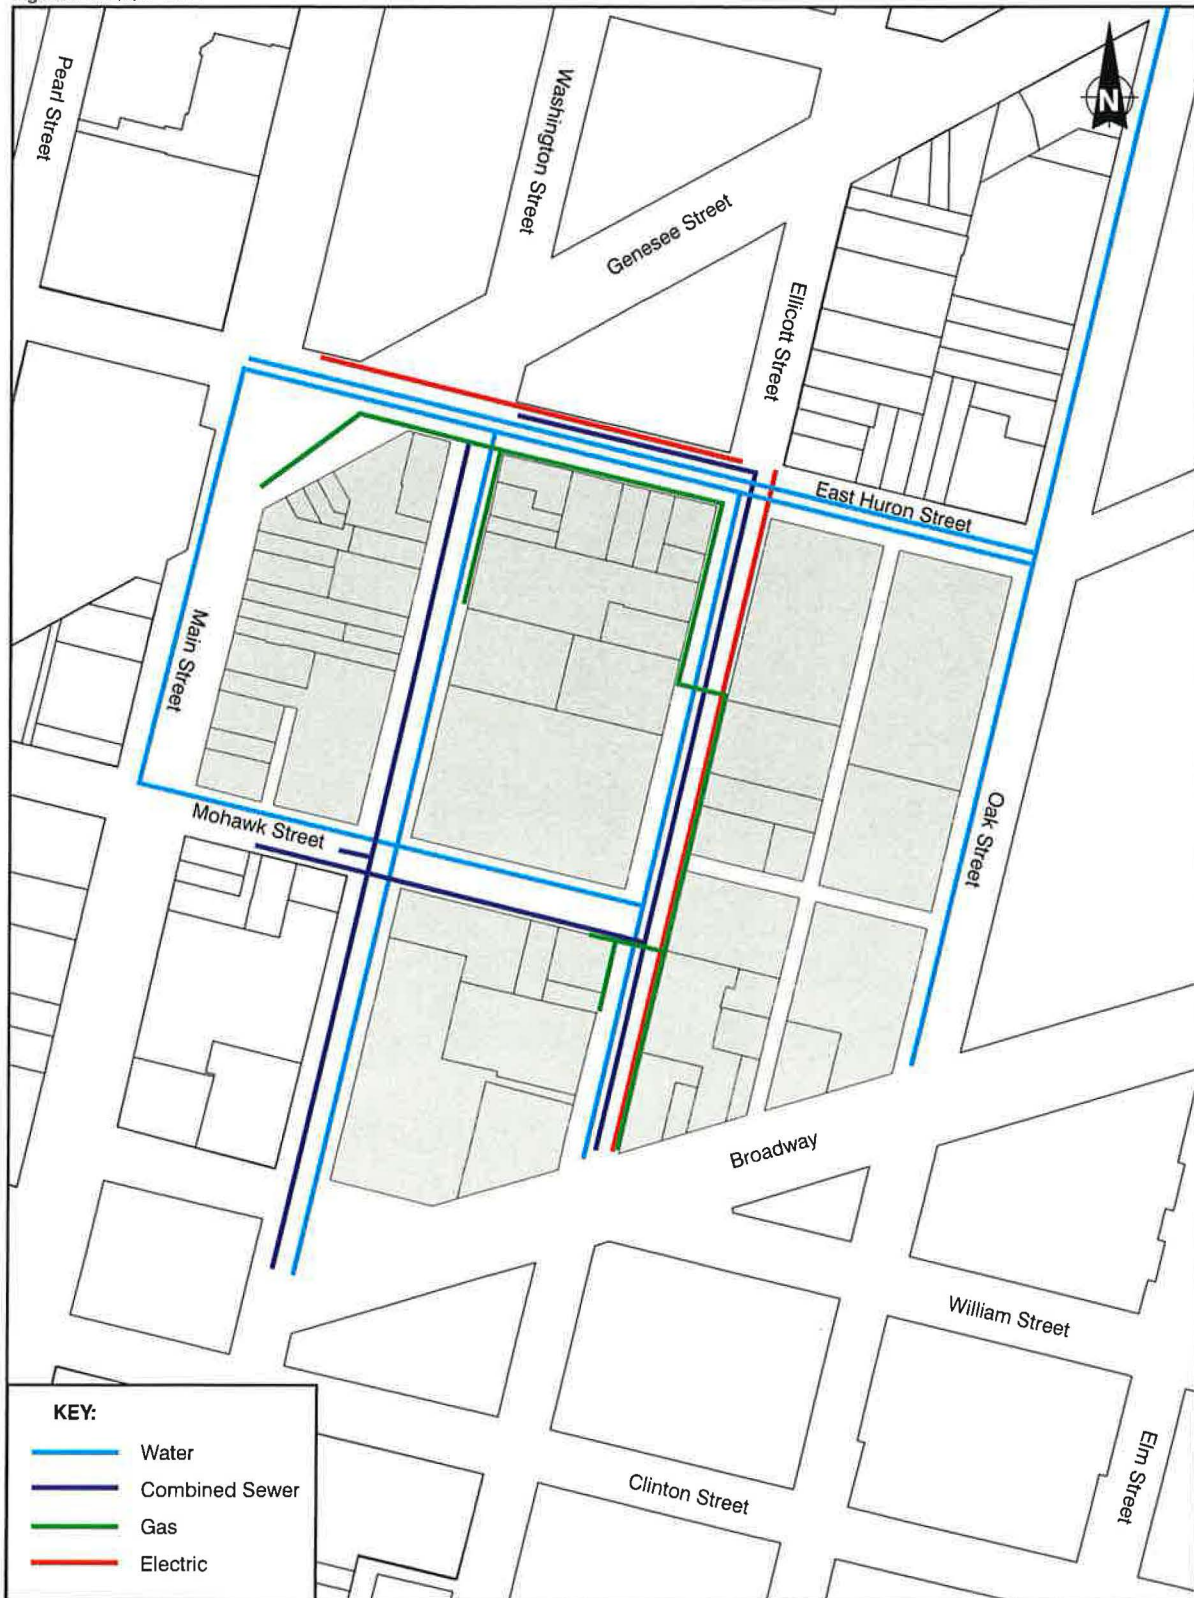 Pearl Street
Washington Street
N
Genesee Street
Ellicott Street
East Huron Street
Main Street
Mohawk Street
Oak Street
Broadway
William Street
Clinton Street
Elm Street
KEY:
Water
Combined Sewer
Gas
Electric